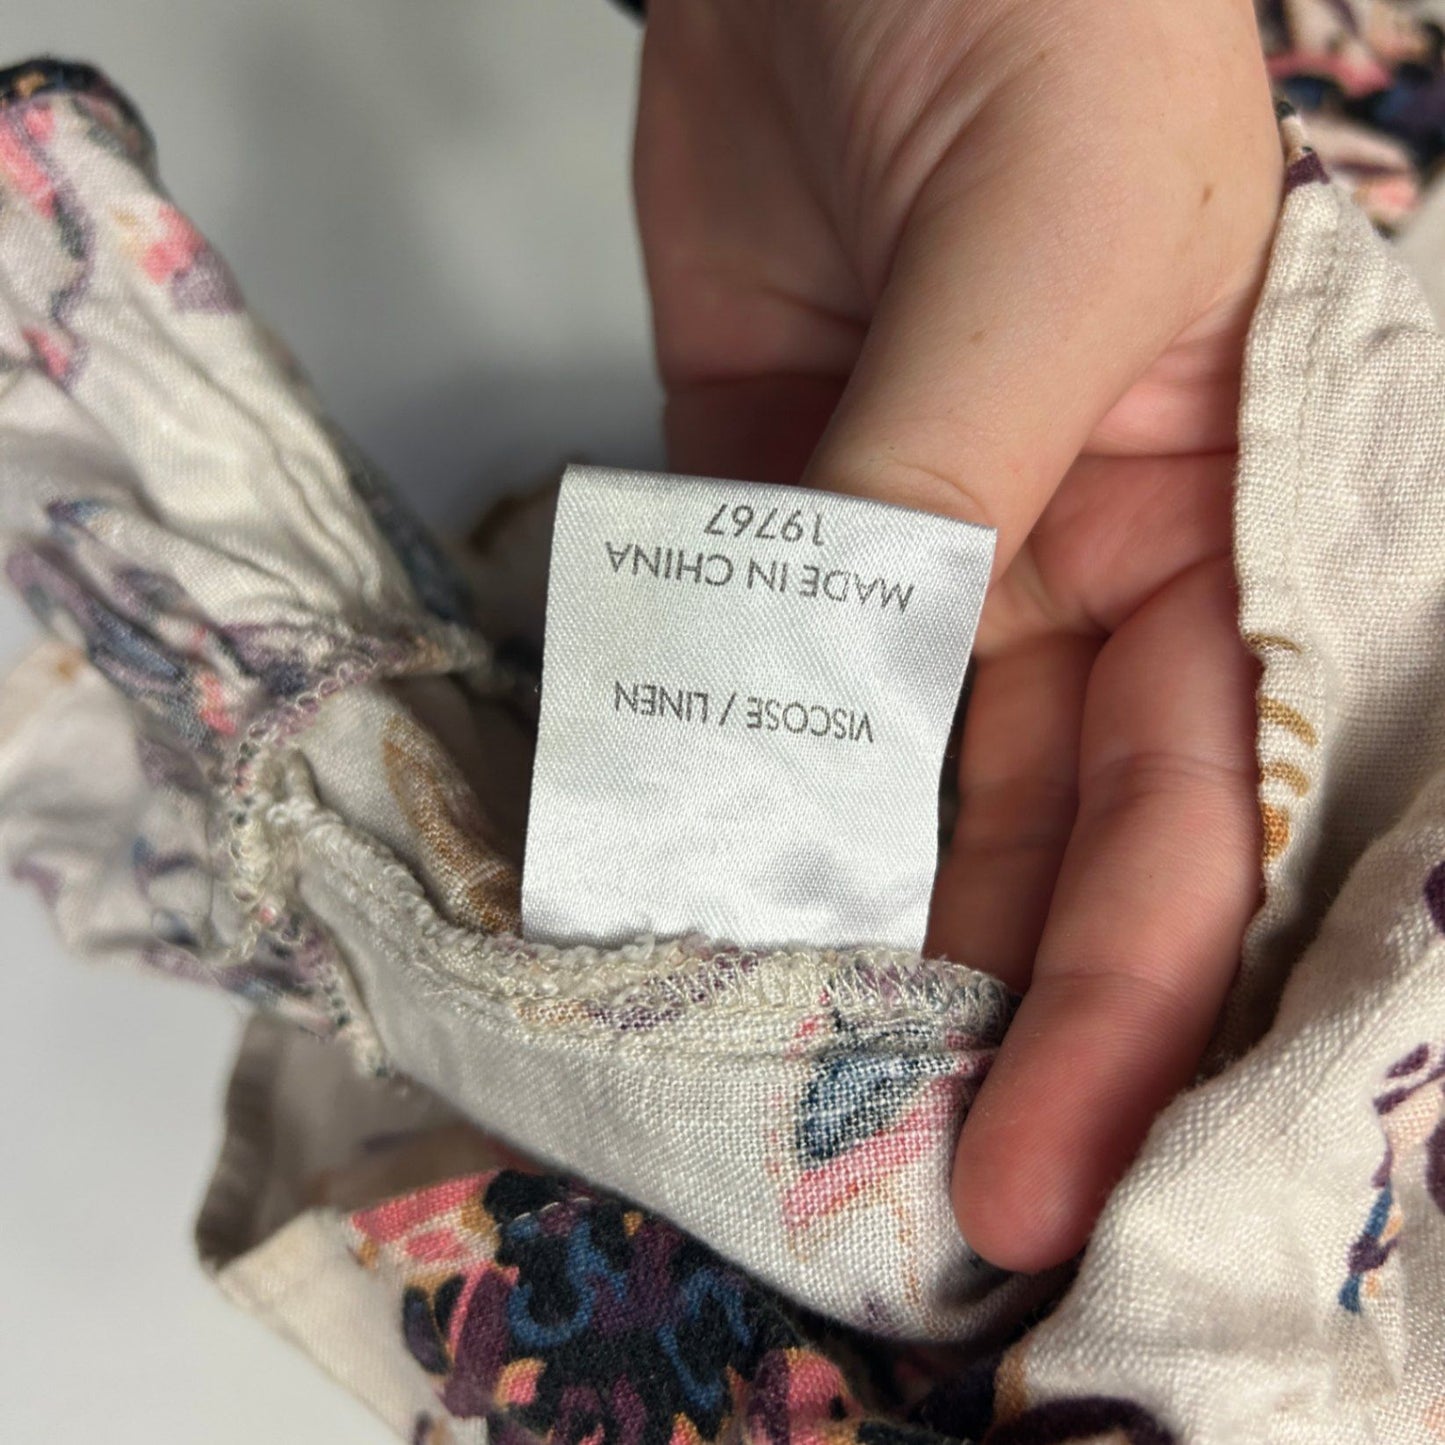 VISCOSE / LINEN
MADE IN CHINA
19767